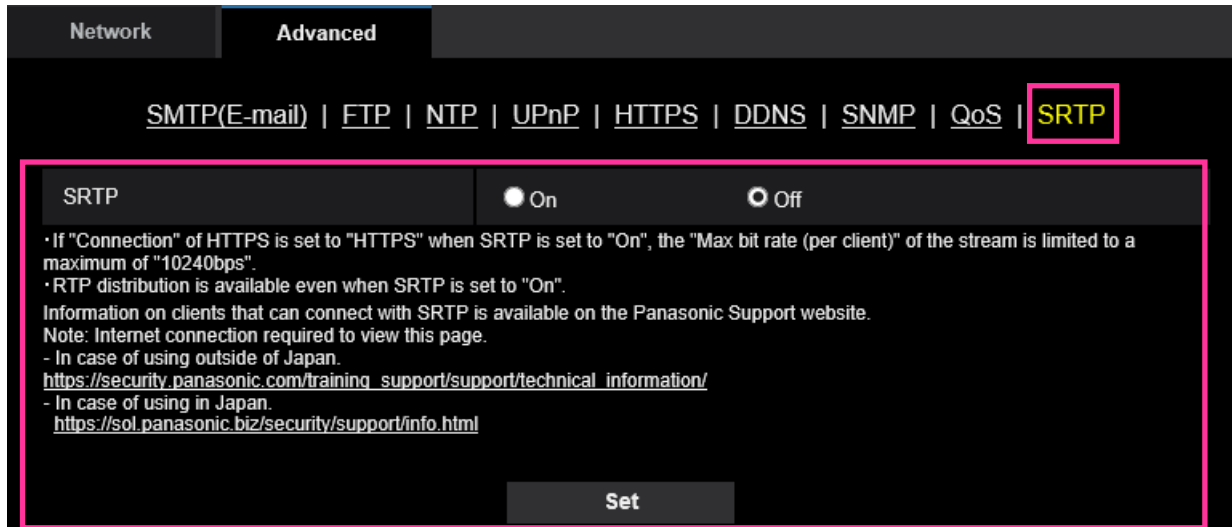 Network Advanced
SMTP(E-mail) | FTP | NTP | UPnP | HTTPS | DDNS | SNMP | QoS | SRTP
SRTP On Off
・If "Connection" of HTTPS is set to "HTTPS" when SRTP is set to "On", the "Max bit rate (per client)" of the stream is limited to a
maximum of "10240bps".
・RTP distribution is available even when SRTP is set to "On".
Information on clients that can connect with SRTP is available on the Panasonic Support website.
Note: Internet connection required to view this page.
- In case of using outside of Japan.
https://security.panasonic.com/training_support/support/technical_information/
- In case of using in Japan.
https://sol.panasonic.biz/security/support/info.html
Set